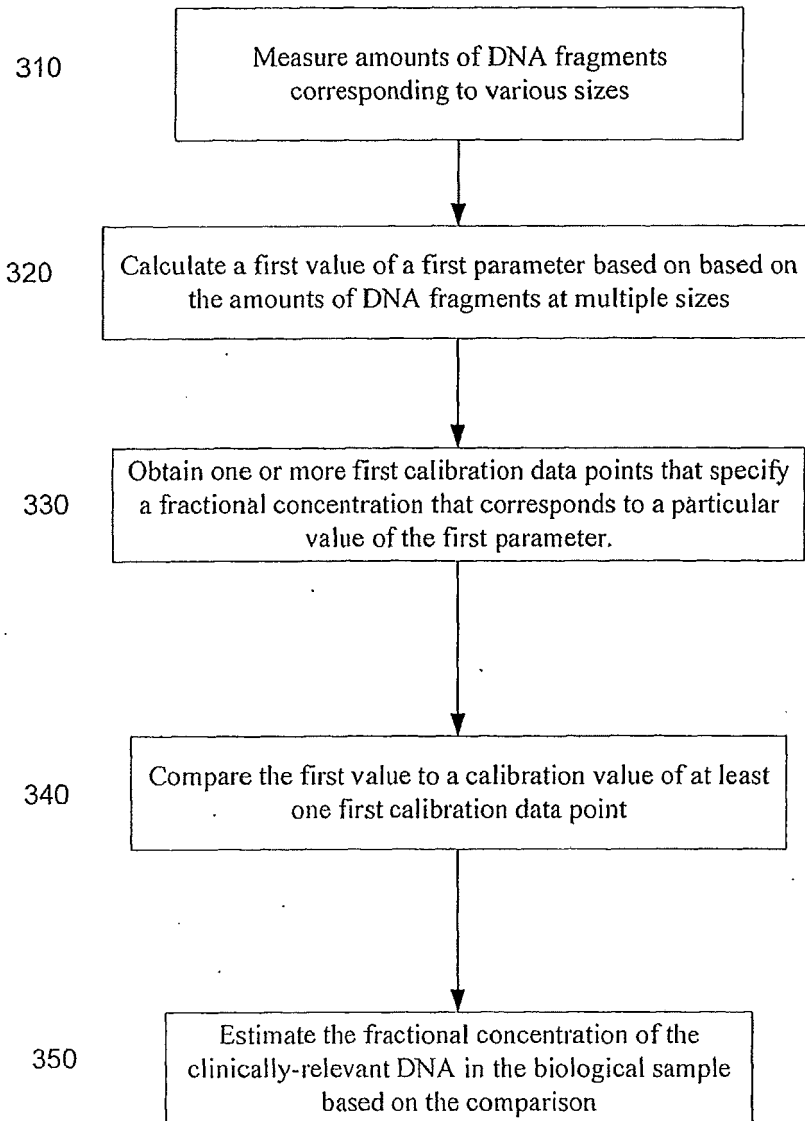 310
Measure amounts of DNA fragments
corresponding to various sizes
320
Calculate a first value of a first parameter based on based on
the amounts of DNA fragments at multiple sizes
330
Obtain one or more first calibration data points that specify
a fractional concentration that corresponds to a particular
value of the first parameter.
340
Compare the first value to a calibration value of at least
one first calibration data point
350
Estimate the fractional concentration of the
clinically-relevant DNA in the biological sample
based on the comparison